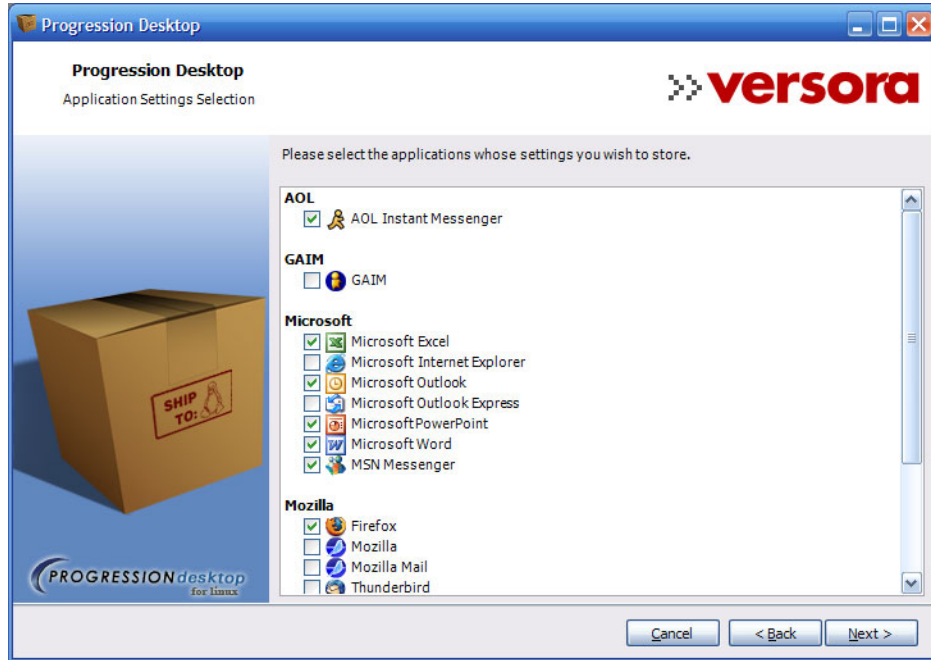 Progression Desktop
Progression Desktop
Application Settings Selection
>> versora
Please select the applications whose settings you wish to store.
AOL
AOL Instant Messenger
GAIM
GAIM
Microsoft
Microsoft Excel
Microsoft Internet Explorer
Microsoft Outlook
Microsoft Outlook Express
Microsoft PowerPoint
Microsoft Word
MSN Messenger
Mozilla
Firefox
Mozilla
Mozilla Mail
Thunderbird
SHIP
TO:
PROGRESSION desktop
for linux
Cancel
< Back
Next >